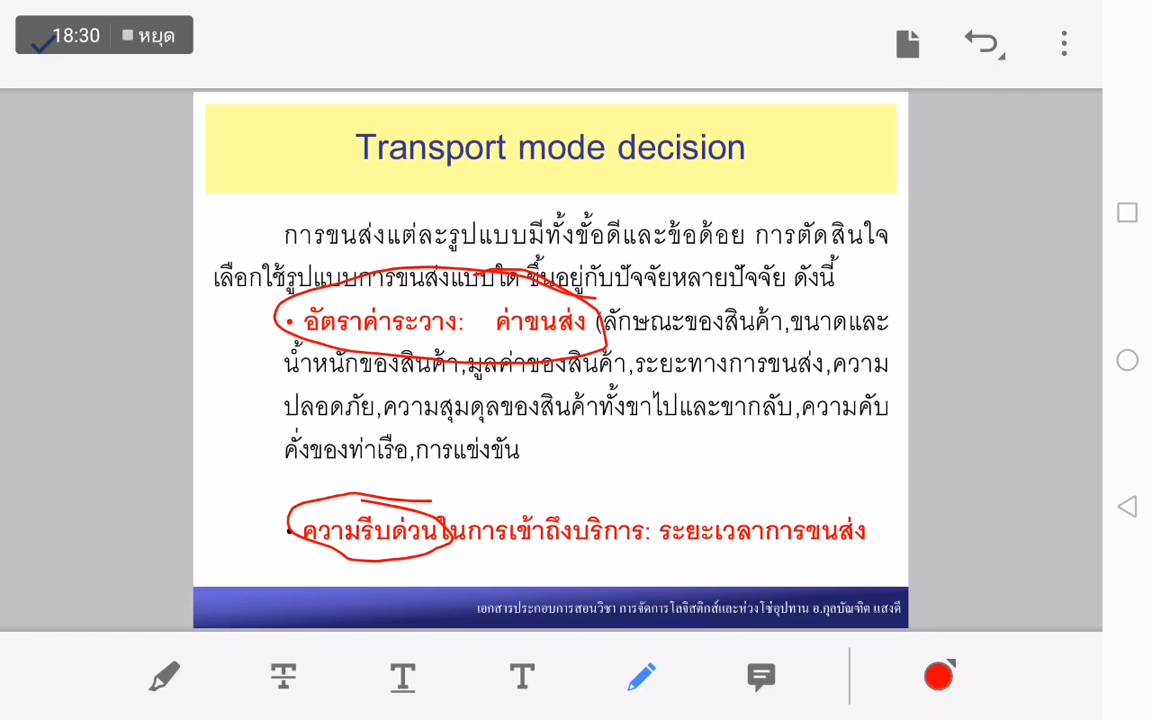 18:30 หยุด
Transport mode decision
การขนส่งแต่ละรูปแบบมีทั้งข้อดีและข้อด้อย การตัดสินใจ
เลือกใช้รูปแบบการขนส่งแบบใด ขึ้นอยู่กับปัจจัยหลายปัจจัย ดังนี้
• อัตราค่าระวาง: ค่าขนส่ง (ลักษณะของสินค้า,ขนาดและ
น้ำหนักของสินค้า,มูลค่าของสินค้า,ระยะทางการขนส่ง,ความ
ปลอดภัย,ความสุมดุลของสินค้าทั้งขาไปและขากลับ,ความคับ
คั่งของท่าเรือ,การแข่งขัน
• ความรีบด่วนในการเข้าถึงบริการ: ระยะเวลาการขนส่ง
เอกสารประกอบการสอนวิชา การจัดการโลจิสติกส์และห่วงโซ่อุปทาน อ.กุลบัณฑิต แสงดี
T T T